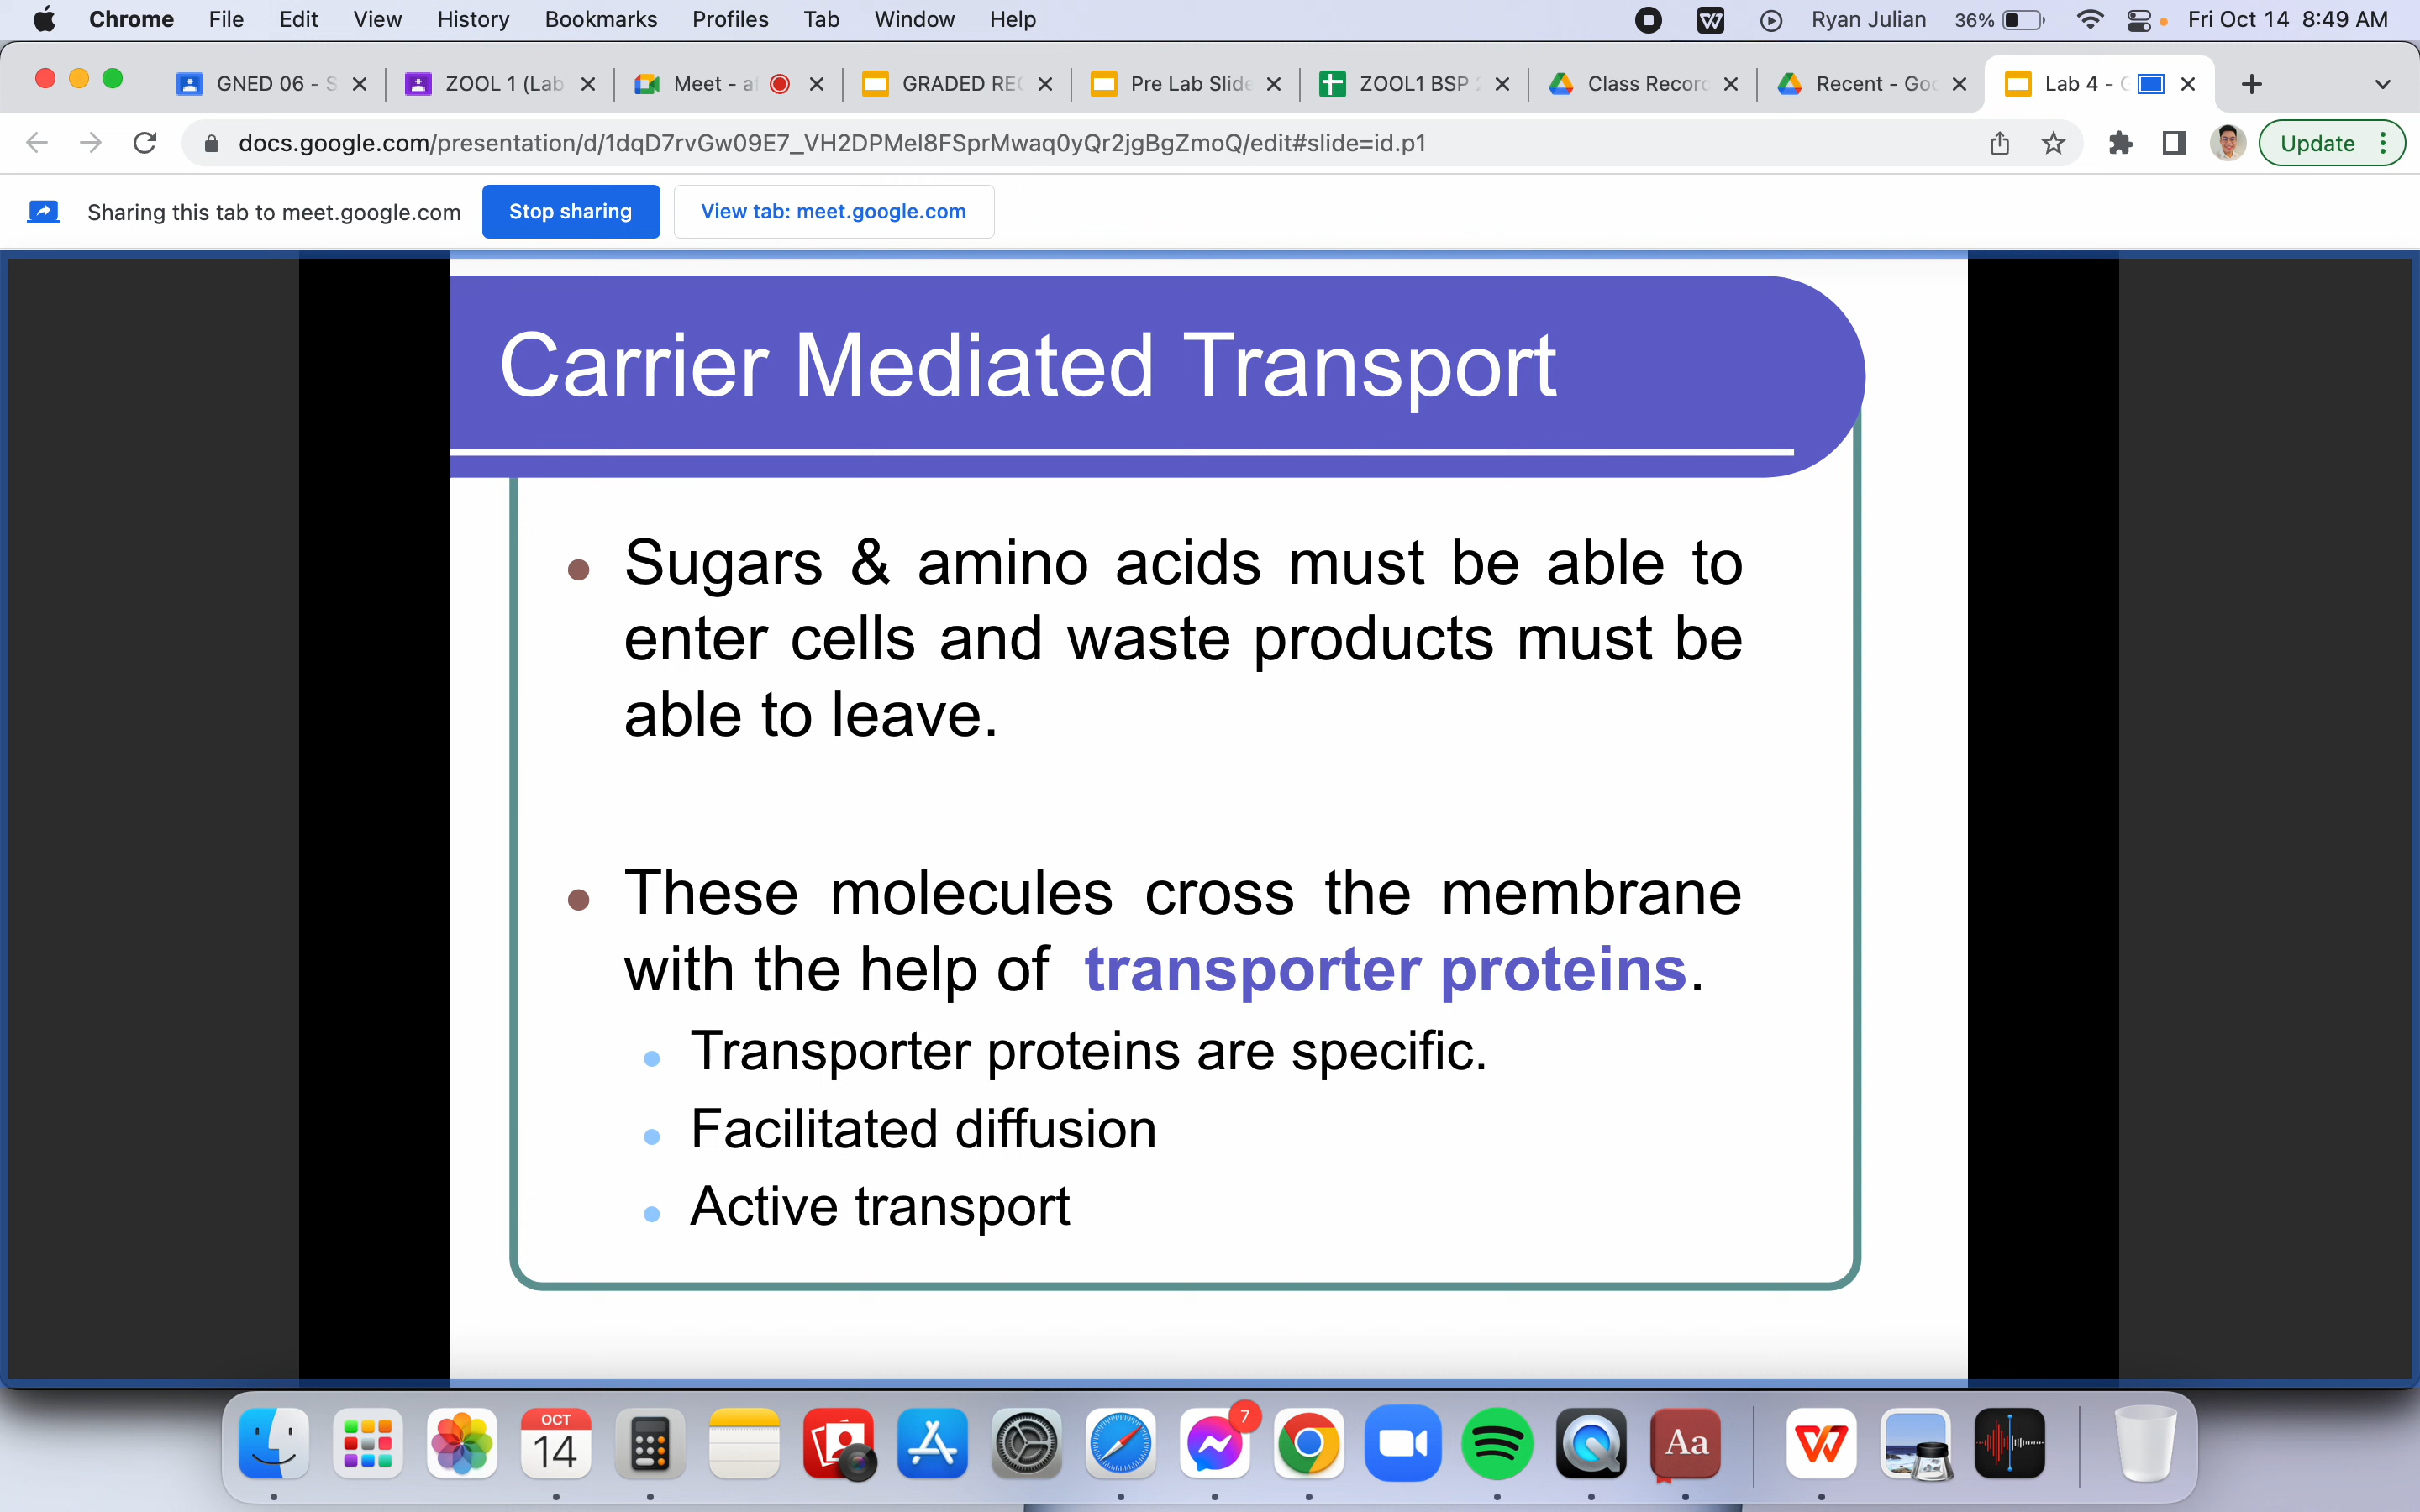 Chrome File Edit View History Bookmarks Profiles Tab Window Help Ryan Julian 36% Fri Oct 14 8:49 AM
GNED 06 - S ZOOL 1 (Lab Meet - a GRADED REC Pre Lab Slide ZOOL1 BSP Class Record Recent - Goo Lab 4 -
docs.google.com/presentation/d/1dqD7rvGw09E7_VH2DPMel8FSprMwaq0yQr2jgBgZmoQ/edit#slide=id.p1 Update
Sharing this tab to meet.google.com Stop sharing View tab: meet.google.com
Carrier Mediated Transport
Sugars & amino acids must be able to
enter cells and waste products must be
able to leave.
These molecules cross the membrane
with the help of transporter proteins.
Transporter proteins are specific.
Facilitated diffusion
Active transport
OCT
14
7
Aa